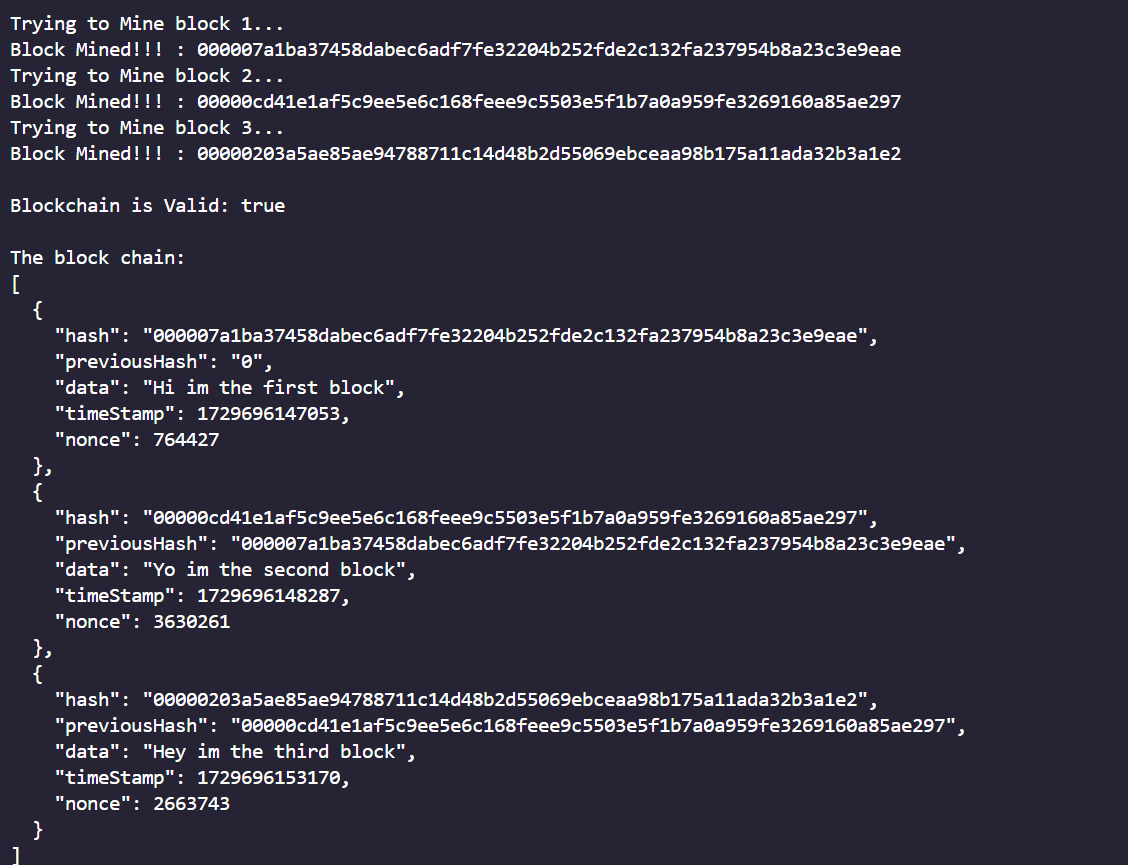 Trying to Mine block 1...
Block Mined!!! : 000007a1ba37458dabec6adf7fe32204b252fde2c132fa237954b8a23c3e9eae
Trying to Mine block 2...
Block Mined!!! : 00000cd41e1af5c9ee5e6c168feee9c5503e5f1b7a0a959fe3269160a85ae297
Trying to Mine block 3...
Block Mined!!! : 00000203a5ae85ae94788711c14d48b2d55069ebceaa98b175a11ada32b3a1e2
Blockchain is Valid: true
The block chain:
[
  {
    "hash": "000007a1ba37458dabec6adf7fe32204b252fde2c132fa237954b8a23c3e9eae",
    "previousHash": "0",
    "data": "Hi im the first block",
    "timeStamp": 1729696147053,
    "nonce": 764427
  },
  {
    "hash": "00000cd41e1af5c9ee5e6c168feee9c5503e5f1b7a0a959fe3269160a85ae297",
    "previousHash": "000007a1ba37458dabec6adf7fe32204b252fde2c132fa237954b8a23c3e9eae",
    "data": "Yo im the second block",
    "timeStamp": 1729696148287,
    "nonce": 3630261
  },
  {
    "hash": "00000203a5ae85ae94788711c14d48b2d55069ebceaa98b175a11ada32b3a1e2",
    "previousHash": "00000cd41e1af5c9ee5e6c168feee9c5503e5f1b7a0a959fe3269160a85ae297",
    "data": "Hey im the third block",
    "timeStamp": 1729696153170,
    "nonce": 2663743
  }
]